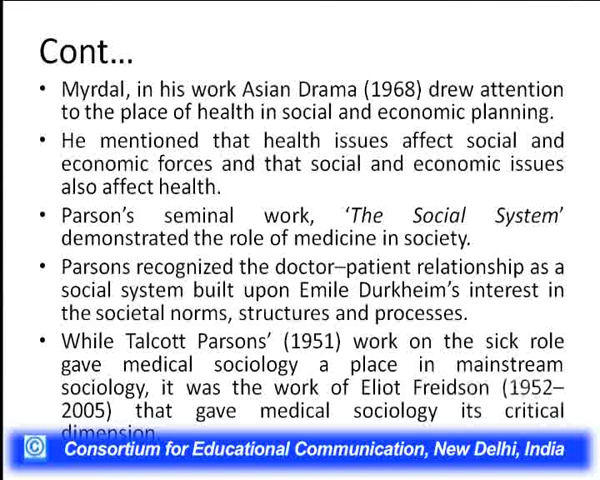 Cont...
• Myrdal, in his work Asian Drama (1968) drew attention
to the place of health in social and economic planning.
• He mentioned that health issues affect social and
economic forces and that social and economic issues
also affect health.
• Parson's seminal work, 'The Social System'
demonstrated the role of medicine in society.
• Parsons recognized the doctor–patient relationship as a
social system built upon Emile Durkheim's interest in
the societal norms, structures and processes.
• While Talcott Parsons' (1951) work on the sick role
gave medical sociology a place in mainstream
sociology, it was the work of Eliot Freidson (1952–
2005) that gave medical sociology its critical
dimension.
© Consortium for Educational Communication, New Delhi, India